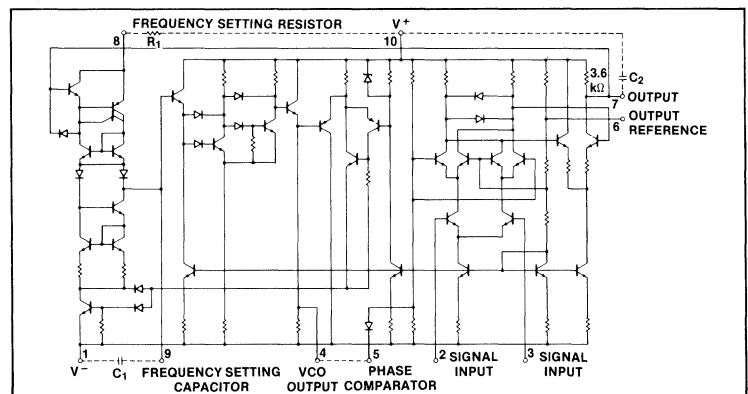 FREQUENCY SETTING RESISTOR
V+
8
R1
10
3.6
kΩ
C2
7
OUTPUT
6
OUTPUT
REFERENCE
1
9
4
5
2
SIGNAL
3
SIGNAL
V-
C1
FREQUENCY SETTING
VCO
PHASE
INPUT
INPUT
CAPACITOR
OUTPUT
COMPARATOR